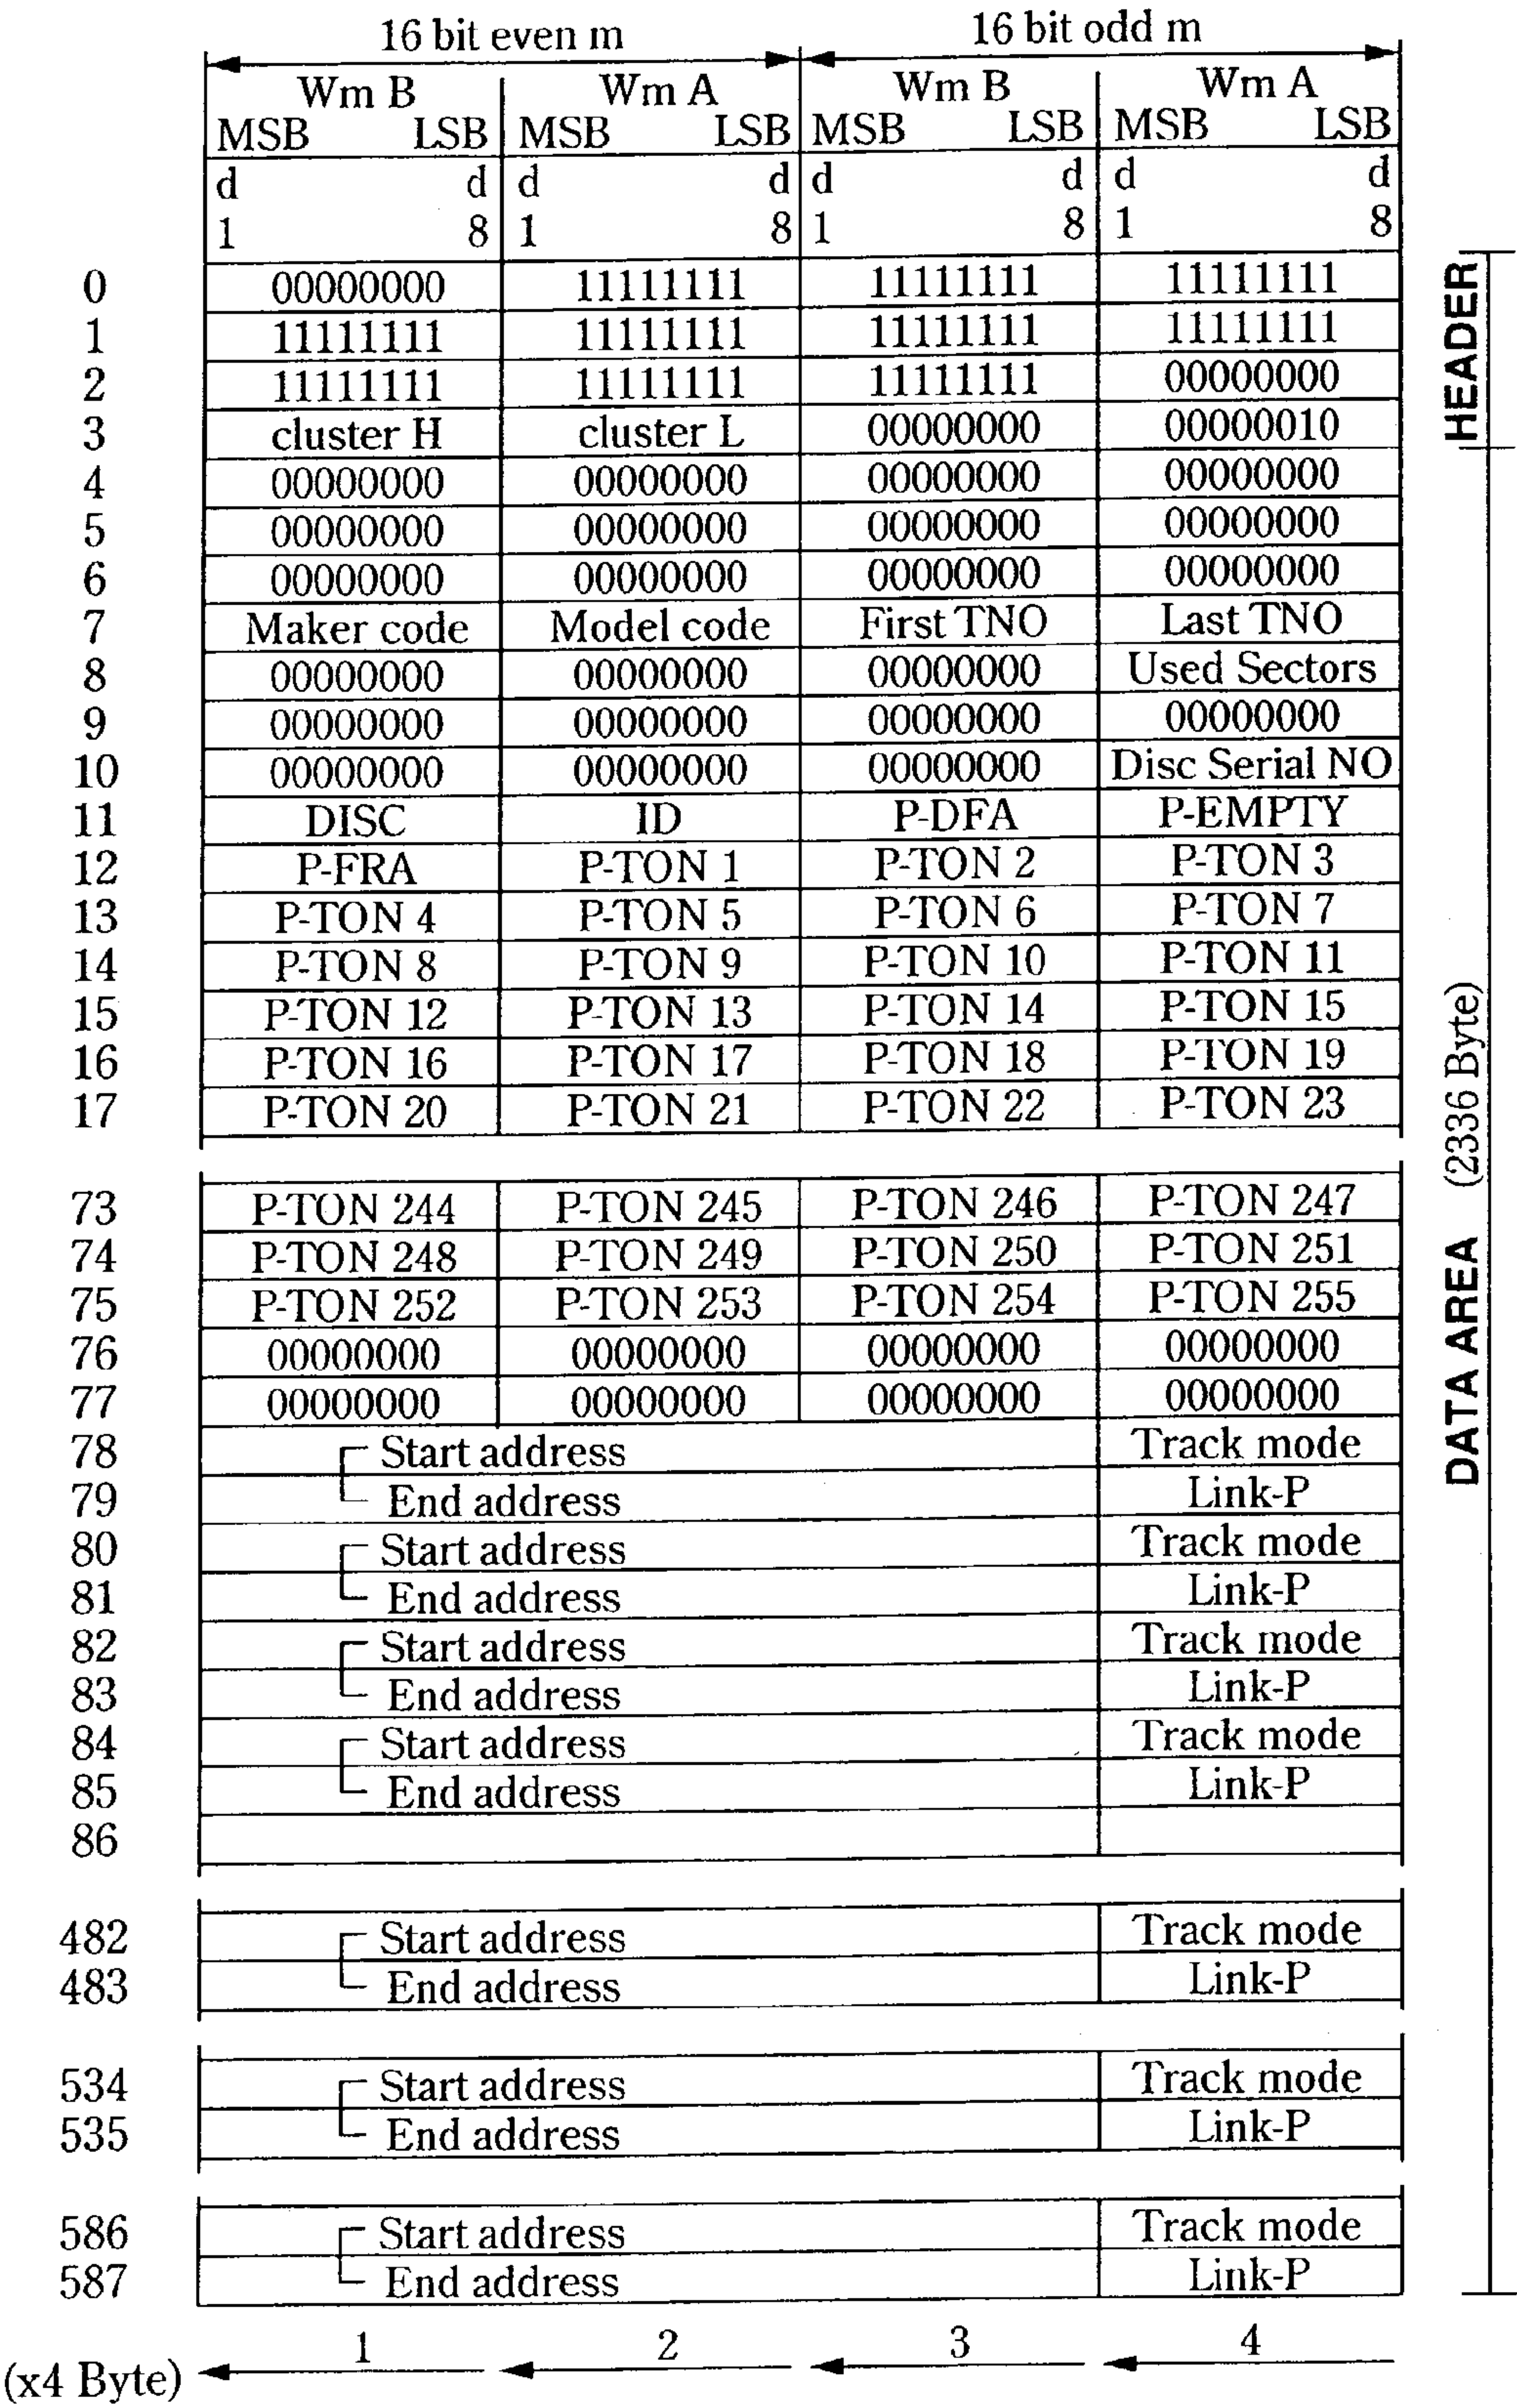 16 bit even m 16 bit odd m
Wm B Wm A Wm B Wm A
MSB LSB MSB LSB MSB LSB MSB LSB
d d d d d d d d
1 8 1 8 1 8 1 8
0 00000000 11111111 11111111 11111111
1 11111111 11111111 11111111 11111111
2 11111111 11111111 11111111 00000000
3 cluster H cluster L 00000000 00000010
HEADER
4 00000000 00000000 00000000 00000000
5 00000000 00000000 00000000 00000000
6 00000000 00000000 00000000 00000000
7 Maker code Model code First TNO Last TNO
8 00000000 00000000 00000000 Used Sectors
9 00000000 00000000 00000000 00000000
10 00000000 00000000 00000000 Disc Serial NO
11 DISC ID P-DFA P-EMPTY
12 P-FRA P-TON 1 P-TON 2 P-TON 3
13 P-TON 4 P-TON 5 P-TON 6 P-TON 7
14 P-TON 8 P-TON 9 P-TON 10 P-TON 11
15 P-TON 12 P-TON 13 P-TON 14 P-TON 15
16 P-TON 16 P-TON 17 P-TON 18 P-TON 19
17 P-TON 20 P-TON 21 P-TON 22 P-TON 23
73 P-TON 244 P-TON 245 P-TON 246 P-TON 247
74 P-TON 248 P-TON 249 P-TON 250 P-TON 251
75 P-TON 252 P-TON 253 P-TON 254 P-TON 255
76 00000000 00000000 00000000 00000000
77 00000000 00000000 00000000 00000000
78 Start address Track mode
79 End address Link-P
80 Start address Track mode
81 End address Link-P
82 Start address Track mode
83 End address Link-P
84 Start address Track mode
85 End address Link-P
86
482 Start address Track mode
483 End address Link-P
534 Start address Track mode
535 End address Link-P
586 Start address Track mode
587 End address Link-P
DATA AREA (2336 Byte)
(x4 Byte) 1 2 3 4